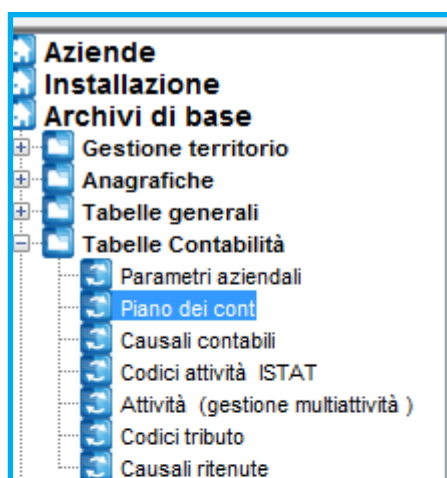 Aziende
Installazione
Archivi di base
Gestione territorio
Anagrafiche
Tabelle generali
Tabelle Contabilità
Parametri aziendali
Piano dei cont
Causali contabili
Codici attività ISTAT
Attività (gestione multiattività )
Codici tributo
Causali ritenute